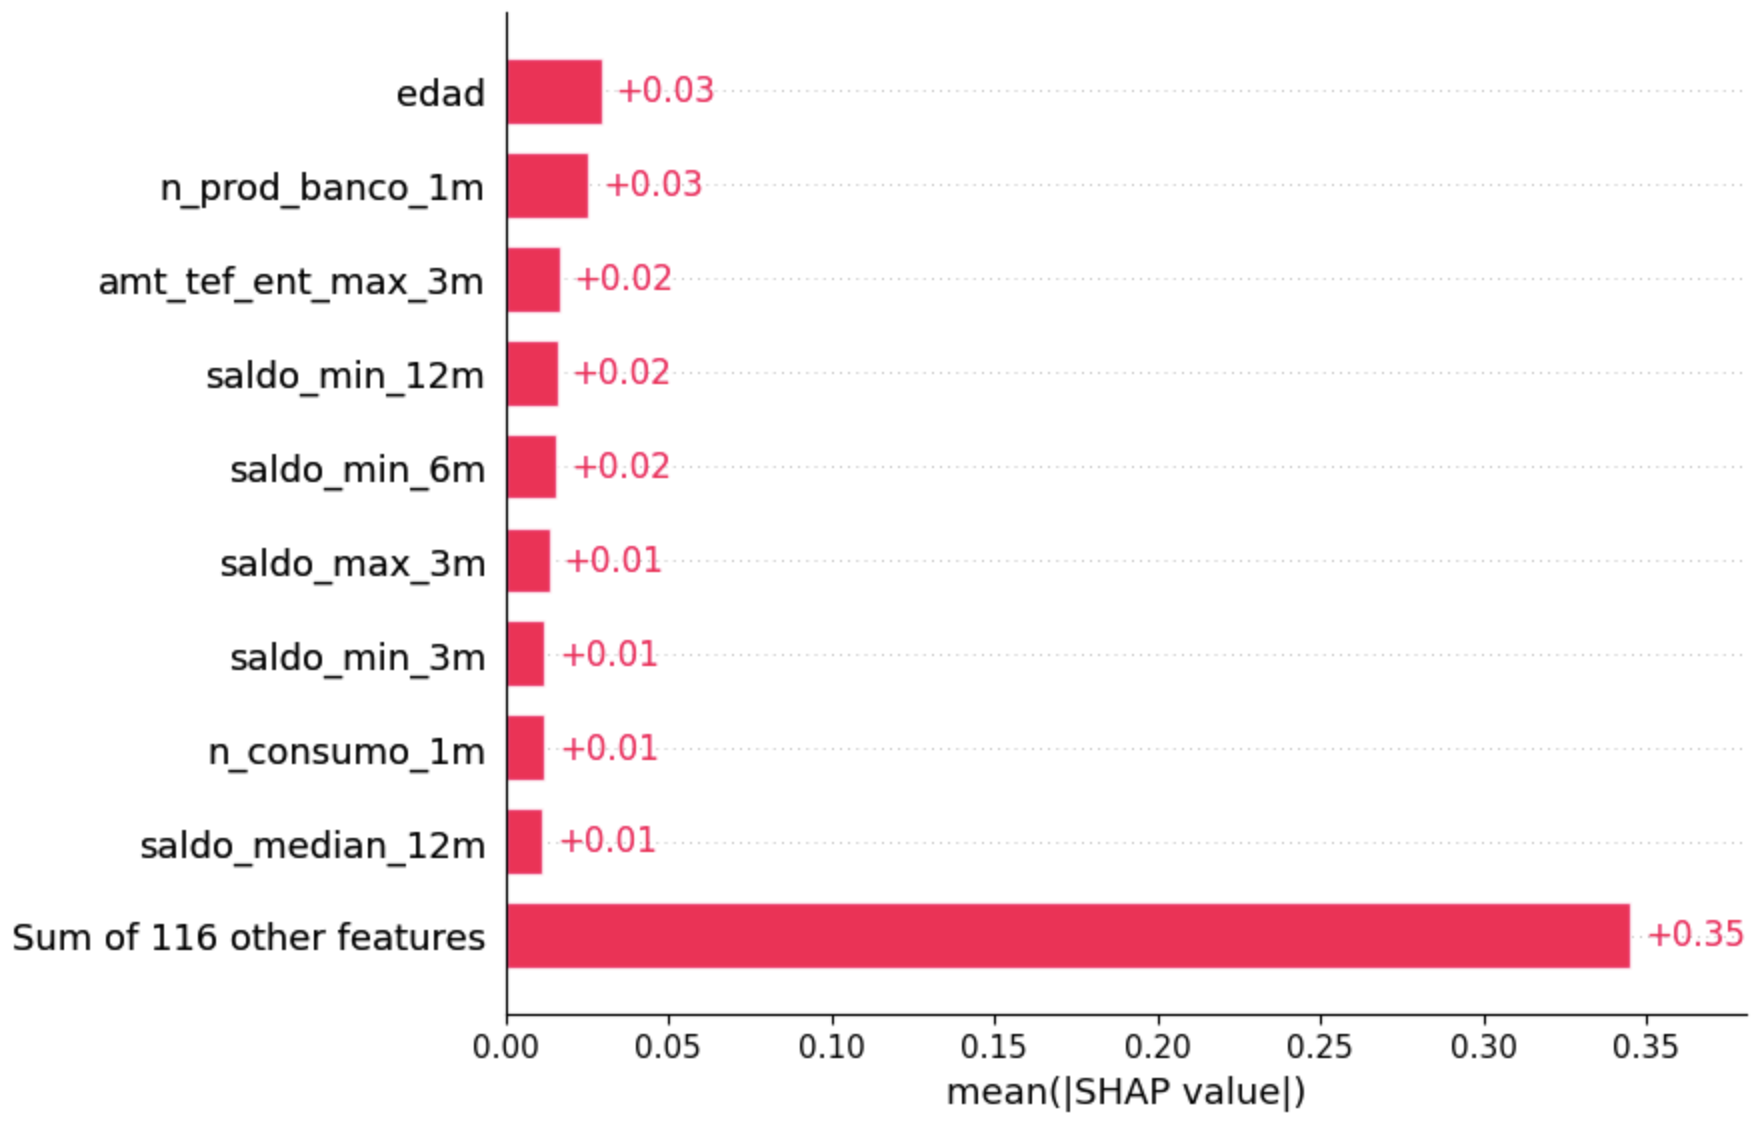 edad +0.03
n_prod_banco_1m +0.03
amt_tef_ent_max_3m +0.02
saldo_min_12m +0.02
saldo_min_6m +0.02
saldo_max_3m +0.01
saldo_min_3m +0.01
n_consumo_1m +0.01
saldo_median_12m +0.01
Sum of 116 other features +0.35
0.00 0.05 0.10 0.15 0.20 0.25 0.30 0.35
mean(|SHAP value|)